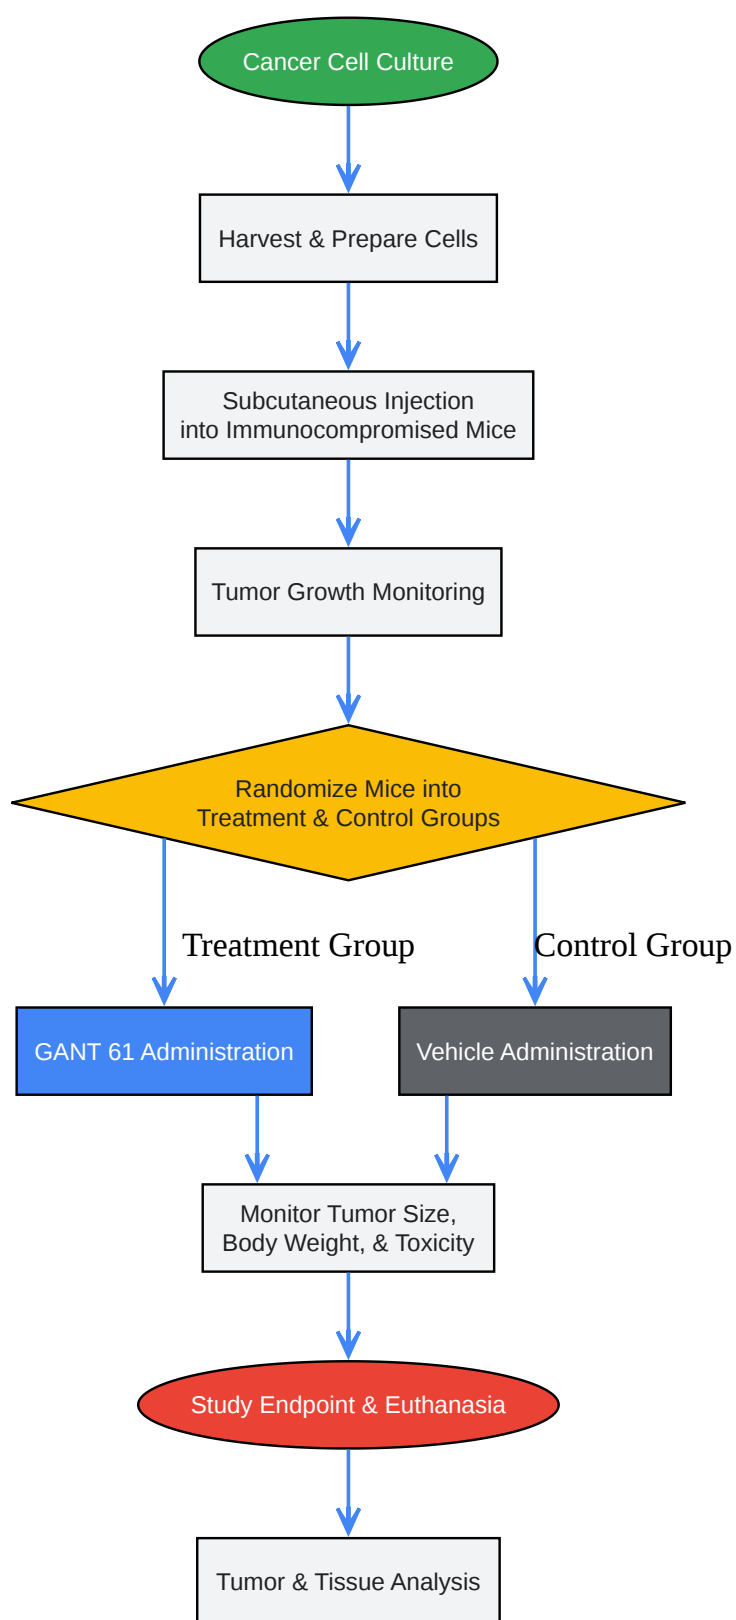 Cancer Cell Culture
Harvest & Prepare Cells
Subcutaneous Injection
into Immunocompromised Mice
Tumor Growth Monitoring
Randomize Mice into
Treatment & Control Groups
Treatment Group
Control Group
GANT 61 Administration
Vehicle Administration
Monitor Tumor Size,
Body Weight, & Toxicity
Study Endpoint & Euthanasia
Tumor & Tissue Analysis